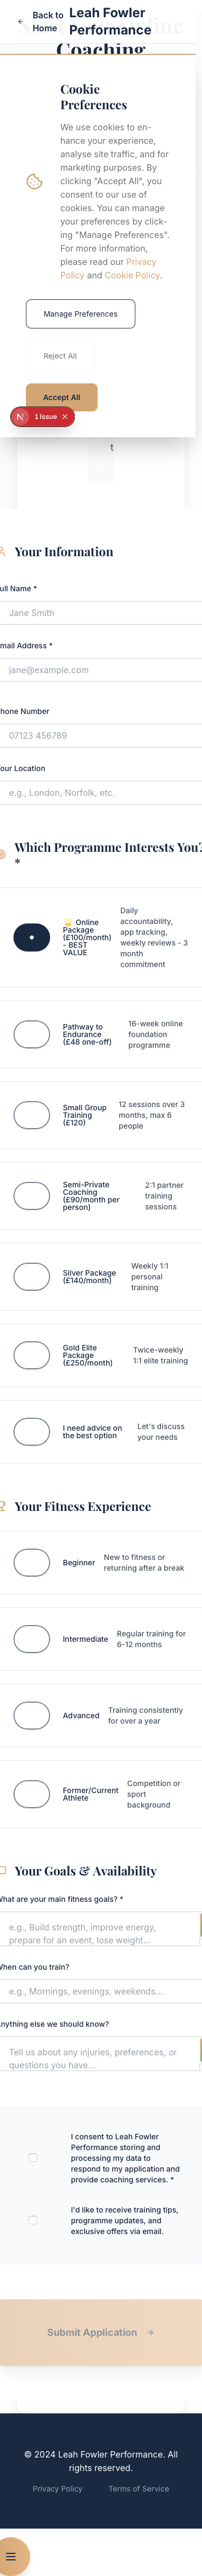 Back to
Home
Leah Fowler
Performance
Coaching
Cookie
Preferences
We use cookies to en-
hance your experience,
analyse site traffic, and for
marketing purposes. By
clicking "Accept All", you
consent to our use of
cookies. You can manage
your preferences by click-
ing "Manage Preferences".
For more information,
please read our Privacy
Policy and Cookie Policy.
Manage Preferences
Reject All
Accept All
1 Issue
t
Your Information
ull Name *
Jane Smith
mail Address *
jane@example.com
hone Number
07123 456789
our Location
e.g., London, Norfolk, etc.
Which Programme Interests You?
*
Online
Package
(£100/month)
- BEST
VALUE
Daily
accountability,
app tracking,
weekly reviews - 3
month
commitment
Pathway to
Endurance
(£48 one-off)
16-week online
foundation
programme
Small Group
Training
(£120)
12 sessions over 3
months, max 6
people
Semi-Private
Coaching
(£90/month per
person)
2:1 partner
training
sessions
Silver Package
(£140/month)
Weekly 1:1
personal
training
Gold Elite
Package
(£250/month)
Twice-weekly
1:1 elite training
I need advice on
the best option
Let's discuss
your needs
Your Fitness Experience
Beginner
New to fitness or
returning after a break
Intermediate
Regular training for
6-12 months
Advanced
Training consistently
for over a year
Former/Current
Athlete
Competition or
sport
background
Your Goals & Availability
What are your main fitness goals? *
e.g., Build strength, improve energy,
prepare for an event, lose weight...
When can you train?
e.g., Mornings, evenings, weekends...
Anything else we should know?
Tell us about any injuries, preferences, or
questions you have...
I consent to Leah Fowler
Performance storing and
processing my data to
respond to my application and
provide coaching services. *
I'd like to receive training tips,
programme updates, and
exclusive offers via email.
Submit Application
© 2024 Leah Fowler Performance. All
rights reserved.
Privacy Policy
Terms of Service